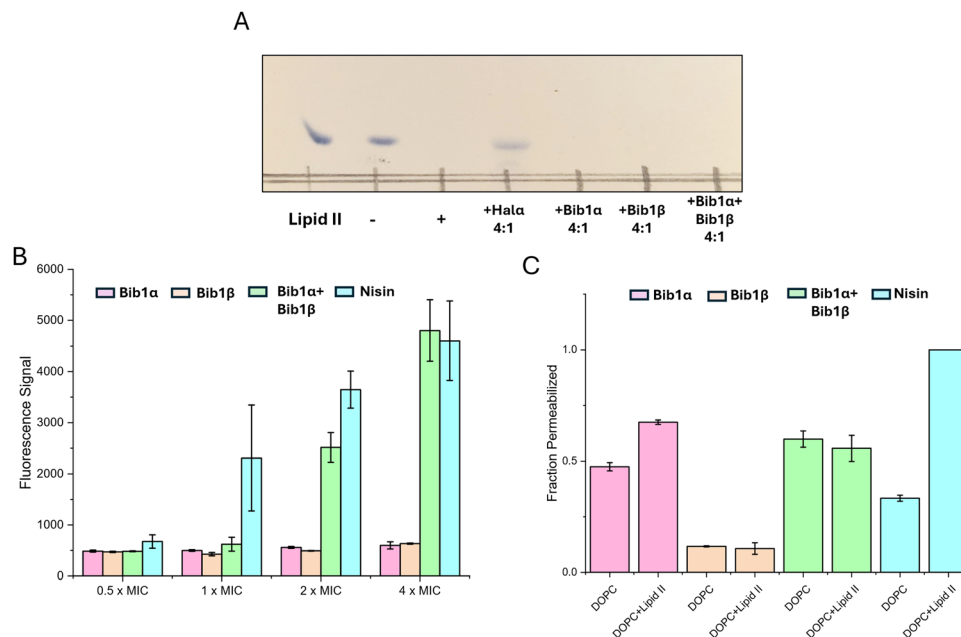 A
Lipid II
-
+
+Halα
4:1
+Bib1α
4:1
+Bib1β
4:1
+Bib1α+
Bib1β
4:1
B
Bib1α
Bib1β
Bib1α+
Bib1β
Nisin
Fluorescence Signal
6000
5000
4000
3000
2000
1000
0
0.5 x MIC
1 x MIC
2 x MIC
4 x MIC
C
Bib1α
Bib1β
Bib1α+
Bib1β
Nisin
Fraction Permeabilized
1.0
0.5
0.0
DOPC
DOPC+Lipid II
DOPC
DOPC+Lipid II
DOPC
DOPC+Lipid II
DOPC
DOPC+Lipid II